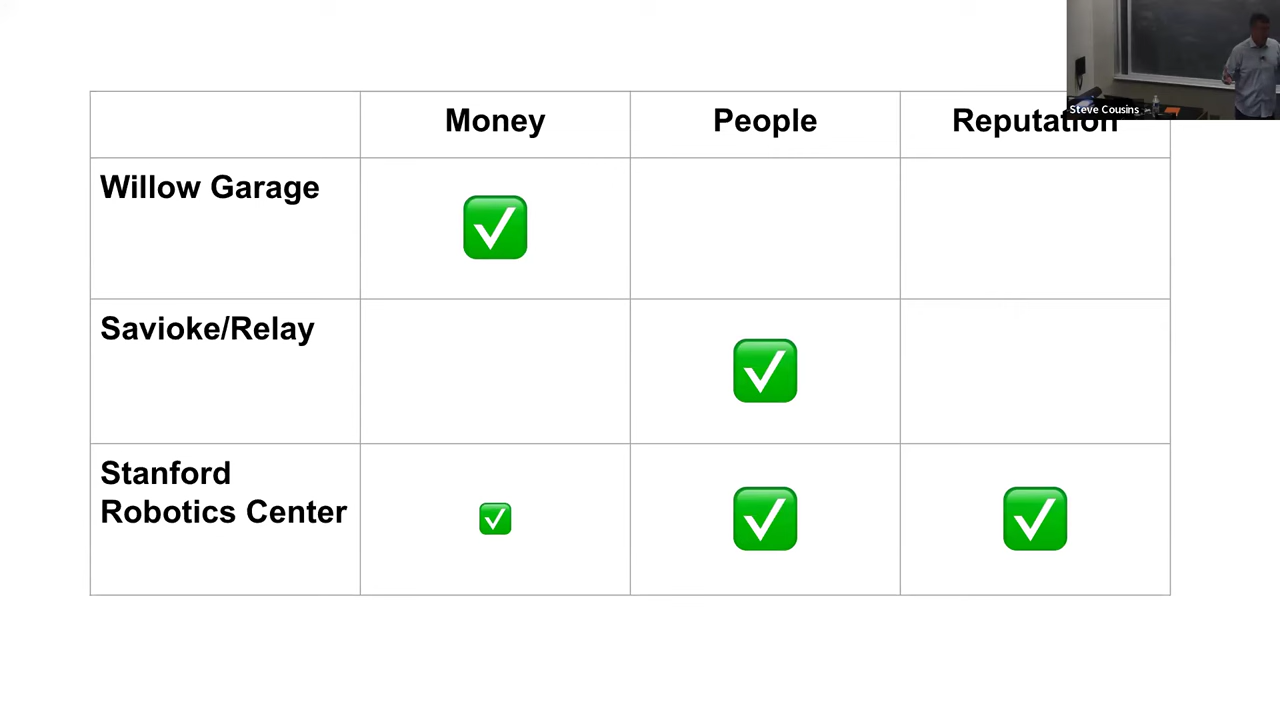 Steve Cousins
Money People Reputation
Willow Garage
✅
Savioke/Relay
✅
Stanford
Robotics Center
✅ ✅ ✅